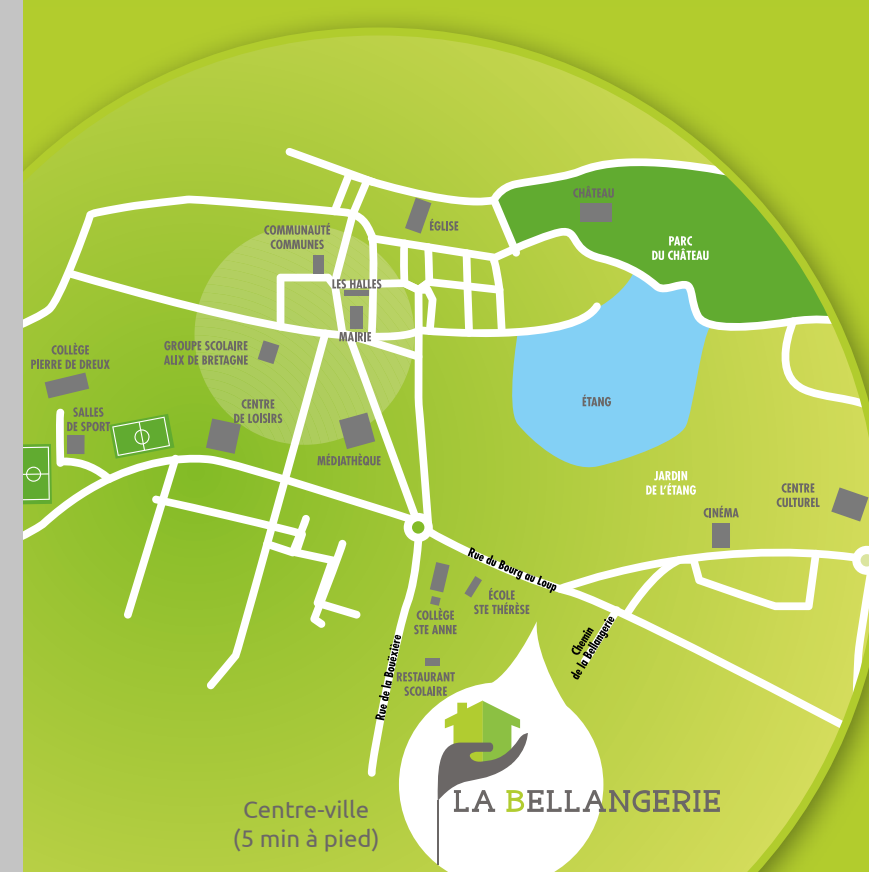 CHÂTEAU
ÉGLISE
COMMUNAUTÉ
COMMUNES
PARC
DU CHÂTEAU
LES HALLES
MAIRIE
GROUPE SCOLAIRE
ALIX DE BRETAGNE
COLLÈGE
PIERRE DE DREUX
ÉTANG
SALLES
DE SPORT
CENTRE
DE LOISIRS
MÉDIATHÈQUE
JARDIN
DE L'ÉTANG
CENTRE
CULTUREL
CINÉMA
Rue du Bourg au Loup
ÉCOLE
STE THÉRÈSE
COLLÈGE
STE ANNE
Chemin
de la Bellangerie
Rue de la Bouëxière
RESTAURANT
SCOLAIRE
LA BELLANGERIE
Centre-ville
(5 min à pied)